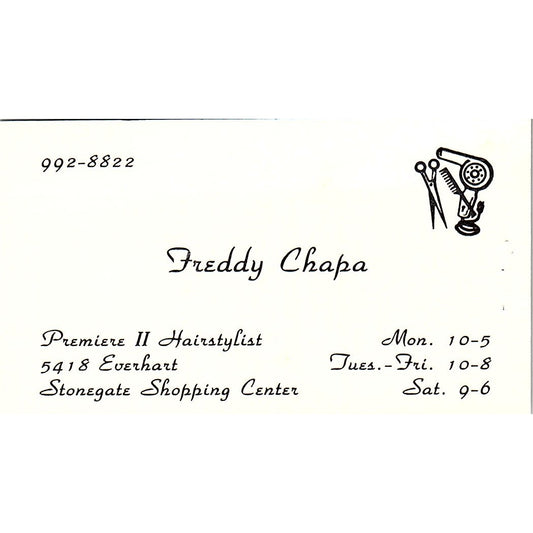 992-8822
Freddy Chapa
Premiere II Hairstylist
5418 Everhart
Stonegate Shopping Center
Mon. 10-5
Tues.-Fri. 10-8
Sat. 9-6